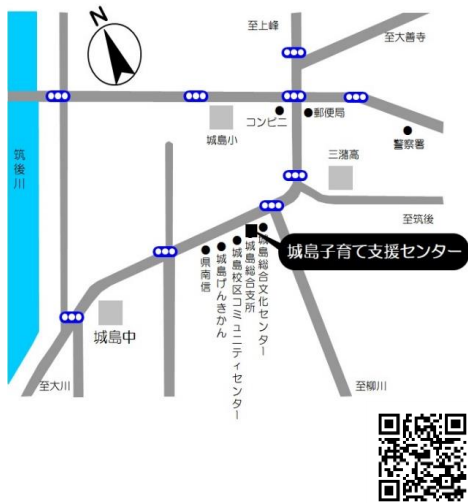 N
至上峰
至大善寺
コンビニ
郵便局
城島小
警察署
三潴高
筑後川
至筑後
城島子育て支援センター
城島総合文化センター
城島総合支所
城島校区コミュニティセンター
城島げんきかん
県南信
城島中
至大川
至柳川